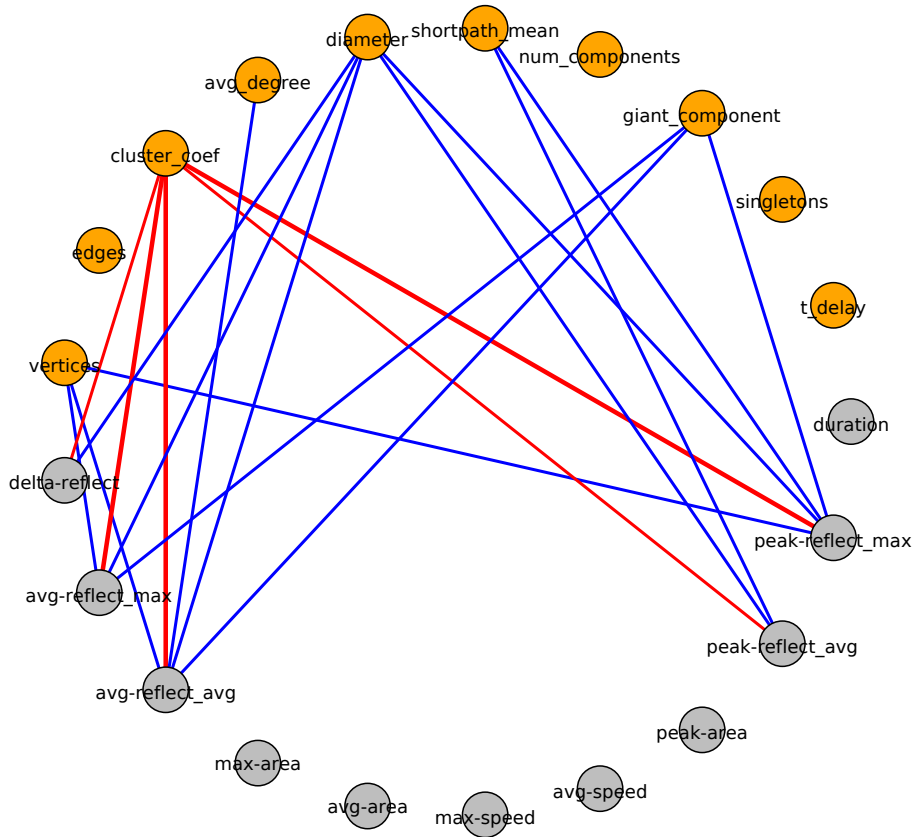 shortpath_mean
diameter
num_components
avg_degree
giant_component
cluster_coef
singletons
edges
t_delay
vertices
duration
delta-reflect
peak-reflect_max
avg-reflect_max
peak-reflect_avg
avg-reflect_avg
peak-area
max-area
avg-speed
avg-area
max-speed